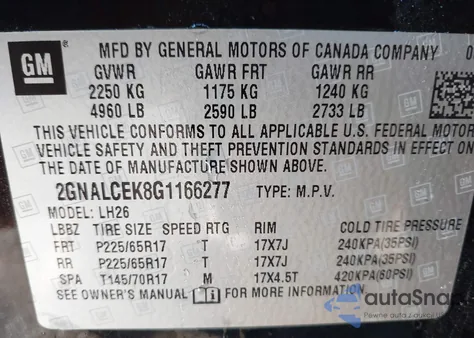 GM
MFD BY GENERAL MOTORS OF CANADA COMPANY
GVWR GAWR FRT GAWR RR
2250 KG 1175 KG 1240 KG
4960 LB 2590 LB 2733 LB
THIS VEHICLE CONFORMS TO ALL APPLICABLE U.S. FEDERAL MOTOR
VEHICLE SAFETY AND THEFT PREVENTION STANDARDS IN EFFECT ON
THE DATE OF MANUFACTURE SHOWN ABOVE.
2GNALCEK8G1166277 TYPE: M.P.V.
MODEL: LH26
LBBZ TIRE SIZE SPEED RTG RIM COLD TIRE PRESSURE
FRT P225/65R17 T 17X7J 240KPA(35PSI)
RR P225/65R17 T 17X7J 240KPA(35PSI)
SPA T145/70R17 M 17X4.5T 420KPA(60PSI)
SEE OWNER'S MANUAL FOR MORE INFORMATION
autoSnap